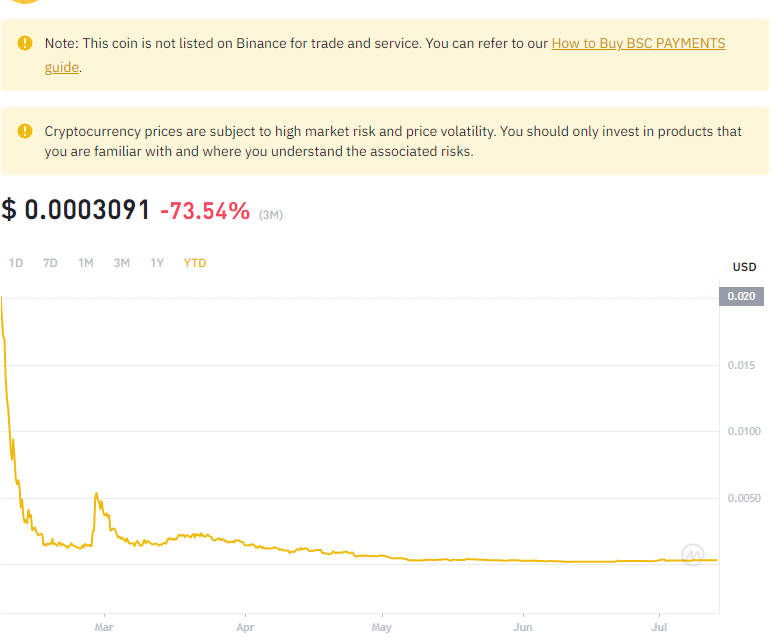 Note: This coin is not listed on Binance for trade and service. You can refer to our How to Buy BSC PAYMENTS
guide.
Cryptocurrency prices are subject to high market risk and price volatility. You should only invest in products that
you are familiar with and where you understand the associated risks.
$ 0.0003091 -73.54% (3M)
1D 7D 1M 3M 1Y YTD
USD
0.020
0.015
0.0100
0.0050
Mar Apr May Jun Jul